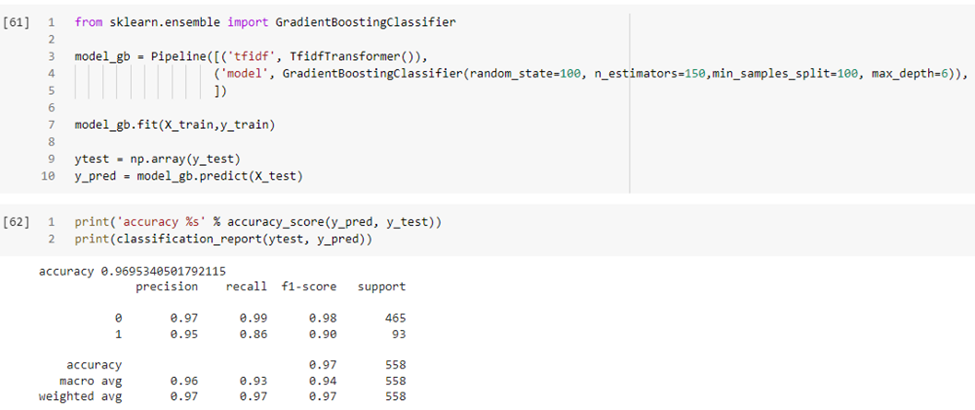 [61] 1 from sklearn.ensemble import GradientBoostingClassifier
2
3 model_gb = Pipeline([('tfidf', TfidfTransformer()),
4 ('model', GradientBoostingClassifier(random_state=100, n_estimators=150,min_samples_split=100, max_depth=6)),
5 ])
6
7 model_gb.fit(X_train,y_train)
8
9 ytest = np.array(y_test)
10 y_pred = model_gb.predict(X_test)
[62] 1 print('accuracy %s' % accuracy_score(y_pred, y_test))
2 print(classification_report(ytest, y_pred))
accuracy 0.9695340501792115
precision recall f1-score support
0 0.97 0.99 0.98 465
1 0.95 0.86 0.90 93
accuracy 0.97 558
macro avg 0.96 0.93 0.94 558
weighted avg 0.97 0.97 0.97 558